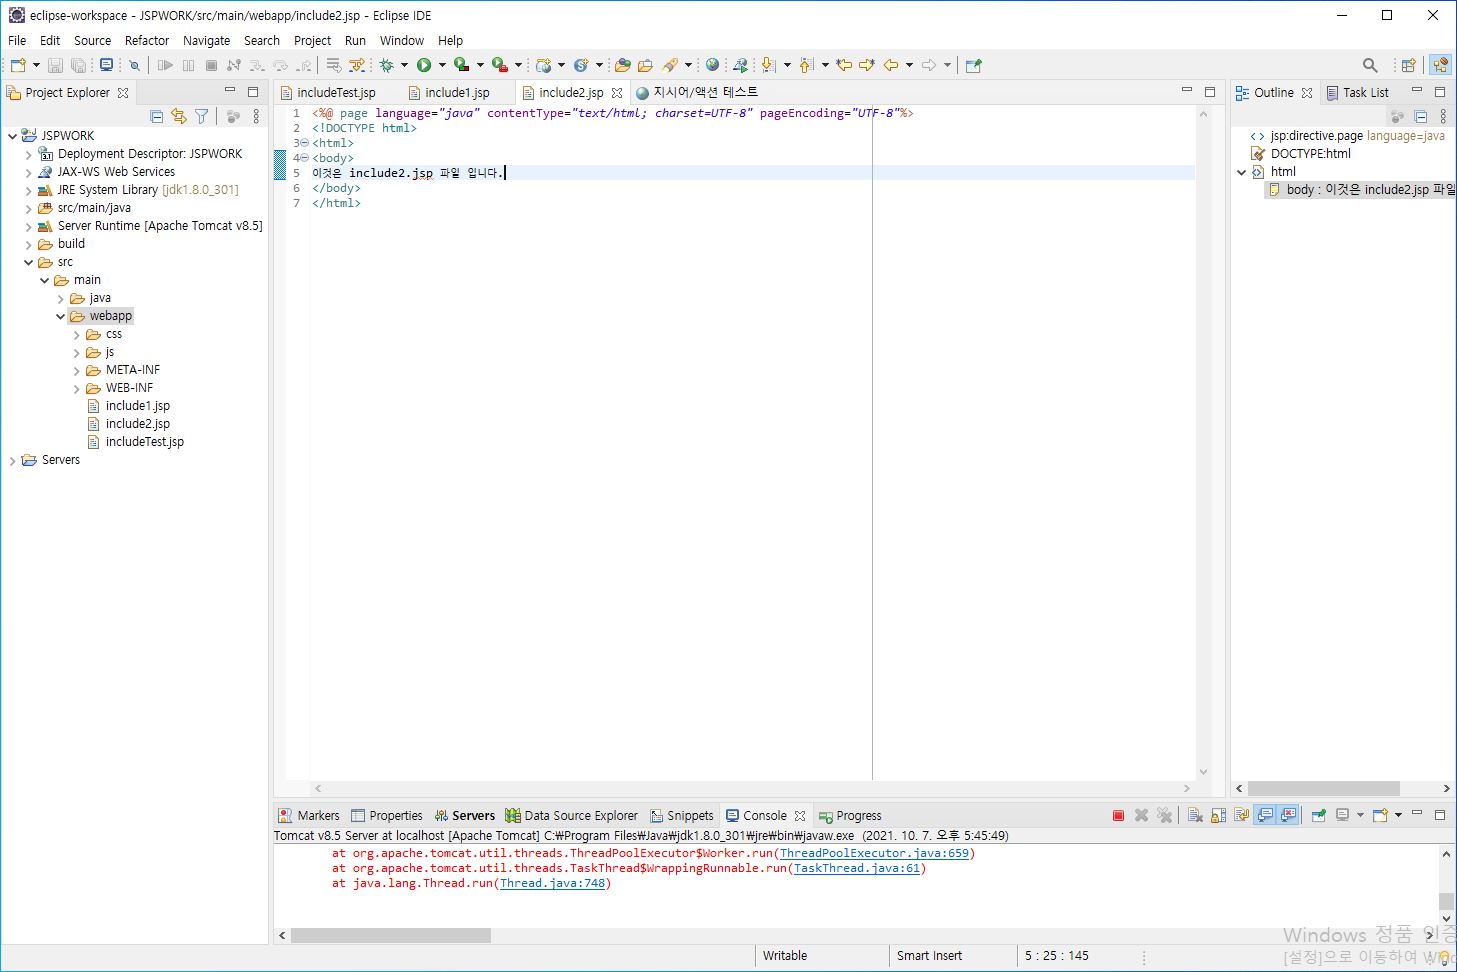 eclipse-workspace - JSPWORK/src/main/webapp/include2.jsp - Eclipse IDE
File Edit Source Refactor Navigate Search Project Run Window Help
Project Explorer
JSPWORK
Deployment Descriptor: JSPWORK
JAX-WS Web Services
JRE System Library [jdk1.8.0_301]
src/main/java
Server Runtime [Apache Tomcat v8.5]
build
src
main
java
webapp
css
js
META-INF
WEB-INF
include1.jsp
include2.jsp
includeTest.jsp
Servers
includeTest.jsp include1.jsp include2.jsp 지시어/액션 테스트
1 <%@ page language="java" contentType="text/html; charset=UTF-8" pageEncoding="UTF-8"%>
2 <!DOCTYPE html>
3 <html>
4 <body>
5 이것은 include2.jsp 파일 입니다.
6 </body>
7 </html>
Outline Task List
jsp:directive.page language=java
DOCTYPE:html
html
body : 이것은 include2.jsp 파일
Markers Properties Servers Data Source Explorer Snippets Console Progress
Tomcat v8.5 Server at localhost [Apache Tomcat] C:₩Program Files₩Java₩jdk1.8.0_301₩jre₩bin₩javaw.exe (2021. 10. 7. 오후 5:45:49)
at org.apache.tomcat.util.threads.ThreadPoolExecutor$Worker.run(ThreadPoolExecutor.java:659)
at org.apache.tomcat.util.threads.TaskThread$WrappingRunnable.run(TaskThread.java:61)
at java.lang.Thread.run(Thread.java:748)
Windows 정품 인증
[설정]으로 이동하여 Win
Writable Smart Insert 5 : 25 : 145